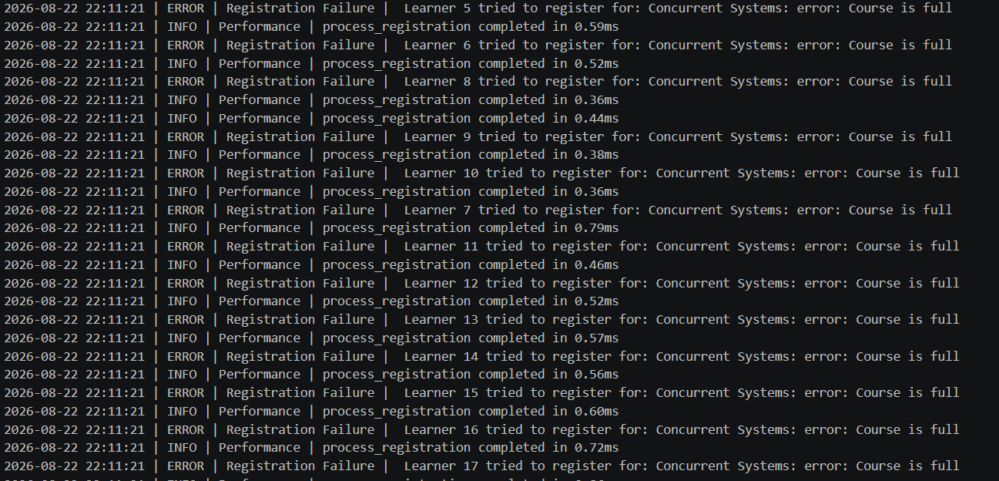 2026-08-22 22:11:21 | ERROR | Registration Failure |  Learner 5 tried to register for: Concurrent Systems: error: Course is full
2026-08-22 22:11:21 | INFO | Performance | process_registration completed in 0.59ms
2026-08-22 22:11:21 | ERROR | Registration Failure |  Learner 6 tried to register for: Concurrent Systems: error: Course is full
2026-08-22 22:11:21 | INFO | Performance | process_registration completed in 0.52ms
2026-08-22 22:11:21 | ERROR | Registration Failure |  Learner 8 tried to register for: Concurrent Systems: error: Course is full
2026-08-22 22:11:21 | INFO | Performance | process_registration completed in 0.36ms
2026-08-22 22:11:21 | INFO | Performance | process_registration completed in 0.44ms
2026-08-22 22:11:21 | ERROR | Registration Failure |  Learner 9 tried to register for: Concurrent Systems: error: Course is full
2026-08-22 22:11:21 | INFO | Performance | process_registration completed in 0.38ms
2026-08-22 22:11:21 | ERROR | Registration Failure |  Learner 10 tried to register for: Concurrent Systems: error: Course is full
2026-08-22 22:11:21 | INFO | Performance | process_registration completed in 0.36ms
2026-08-22 22:11:21 | ERROR | Registration Failure |  Learner 7 tried to register for: Concurrent Systems: error: Course is full
2026-08-22 22:11:21 | INFO | Performance | process_registration completed in 0.79ms
2026-08-22 22:11:21 | ERROR | Registration Failure |  Learner 11 tried to register for: Concurrent Systems: error: Course is full
2026-08-22 22:11:21 | INFO | Performance | process_registration completed in 0.46ms
2026-08-22 22:11:21 | ERROR | Registration Failure |  Learner 12 tried to register for: Concurrent Systems: error: Course is full
2026-08-22 22:11:21 | INFO | Performance | process_registration completed in 0.52ms
2026-08-22 22:11:21 | ERROR | Registration Failure |  Learner 13 tried to register for: Concurrent Systems: error: Course is full
2026-08-22 22:11:21 | INFO | Performance | process_registration completed in 0.57ms
2026-08-22 22:11:21 | ERROR | Registration Failure |  Learner 14 tried to register for: Concurrent Systems: error: Course is full
2026-08-22 22:11:21 | INFO | Performance | process_registration completed in 0.56ms
2026-08-22 22:11:21 | ERROR | Registration Failure |  Learner 15 tried to register for: Concurrent Systems: error: Course is full
2026-08-22 22:11:21 | INFO | Performance | process_registration completed in 0.60ms
2026-08-22 22:11:21 | ERROR | Registration Failure |  Learner 16 tried to register for: Concurrent Systems: error: Course is full
2026-08-22 22:11:21 | INFO | Performance | process_registration completed in 0.72ms
2026-08-22 22:11:21 | ERROR | Registration Failure |  Learner 17 tried to register for: Concurrent Systems: error: Course is full